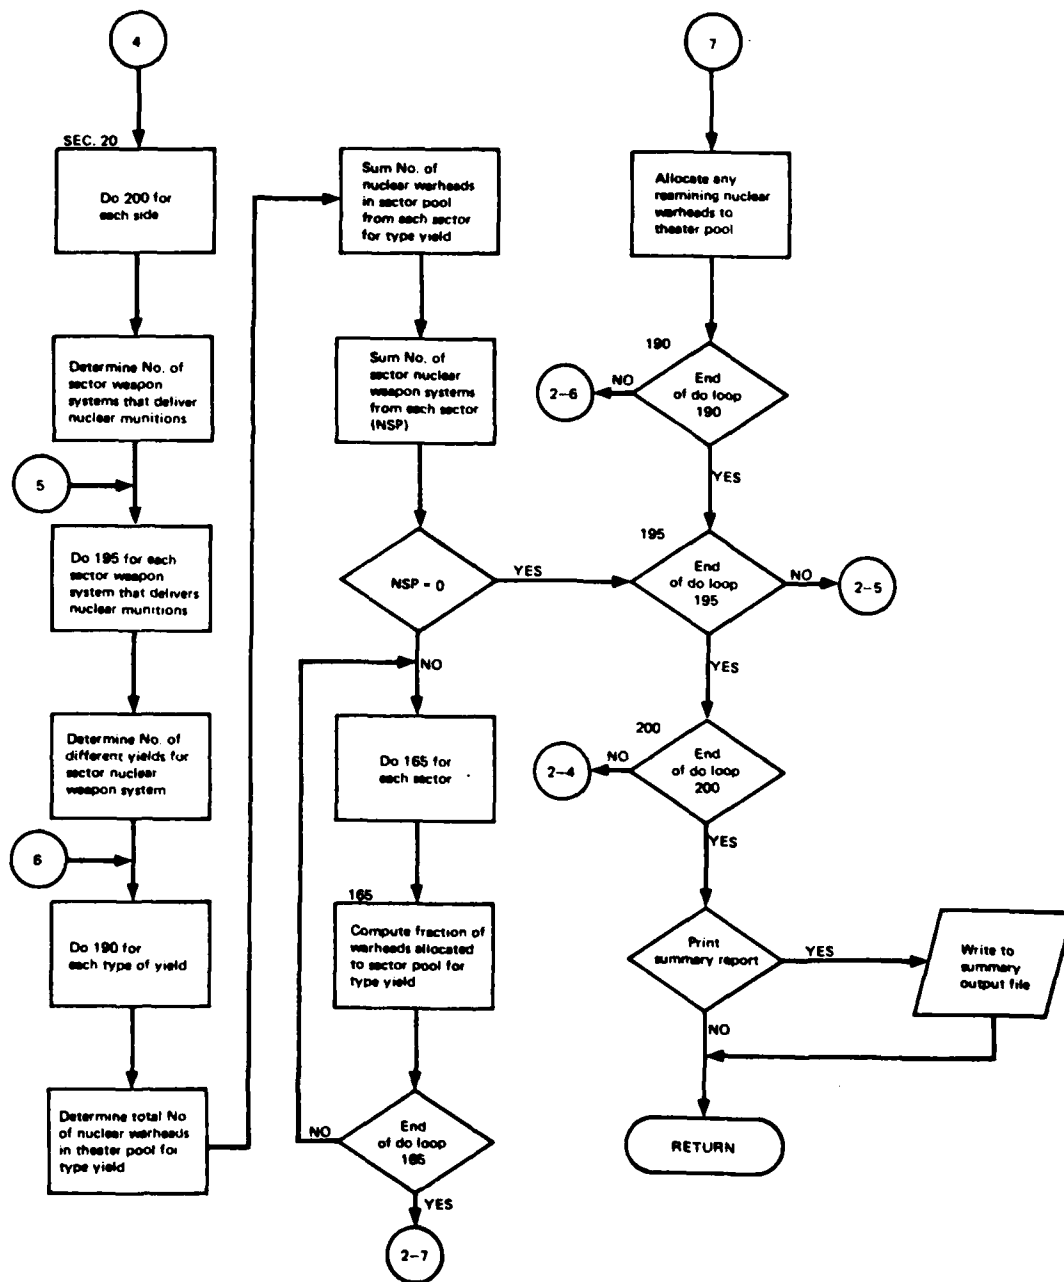 4
SEC. 20
Do 200 for
each side
Determine No. of
sector weapon
systems that deliver
nuclear munitions
5
Do 195 for each
sector weapon
system that delivers
nuclear munitions
Determine No. of
different yields for
sector nuclear
weapon system
6
Do 190 for
each type of yield
Determine total No
of nuclear warheads
in theater pool for
type yield
Sum No. of
nuclear warheads
in sector pool
from each sector
for type yield
Sum No. of
sector nuclear
weapon systems
from each sector
(NSP)
NSP = 0
YES
NO
Do 165 for
each sector
165
Compute fraction of
warheads allocated
to sector pool for
type yield
End
of do loop
165
NO
YES
2-7
7
Allocate any
reamining nuclear
warheads to
theater pool
190
End
of do loop
190
NO
2-6
YES
195
End
of do loop
195
NO
2-5
YES
200
End
of do loop
200
NO
2-4
YES
Print
summary report
YES
Write to
summary
output file
NO
RETURN